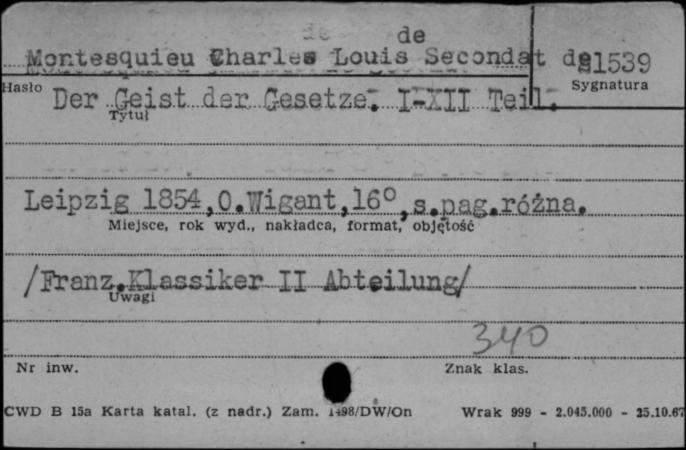 de
Montesquieu Charles Louis Secondat de
21539
Hasło
Sygnatura
Der Geist der Gesetze. I-XII Teil.
Tytuł
Leipzig 1854,O.Wigant,16°,s.pag.różna.
Miejsce, rok wyd., nakładca, format, objętość
/Franz.Klassiker II Abteilung/
Uwagi
340
Nr inw.
Znak klas.
CWD B 15a Karta katal. (z nadr.) Zam. 1498/DW/On Wrak 999 - 2.045.000 - 25.10.67